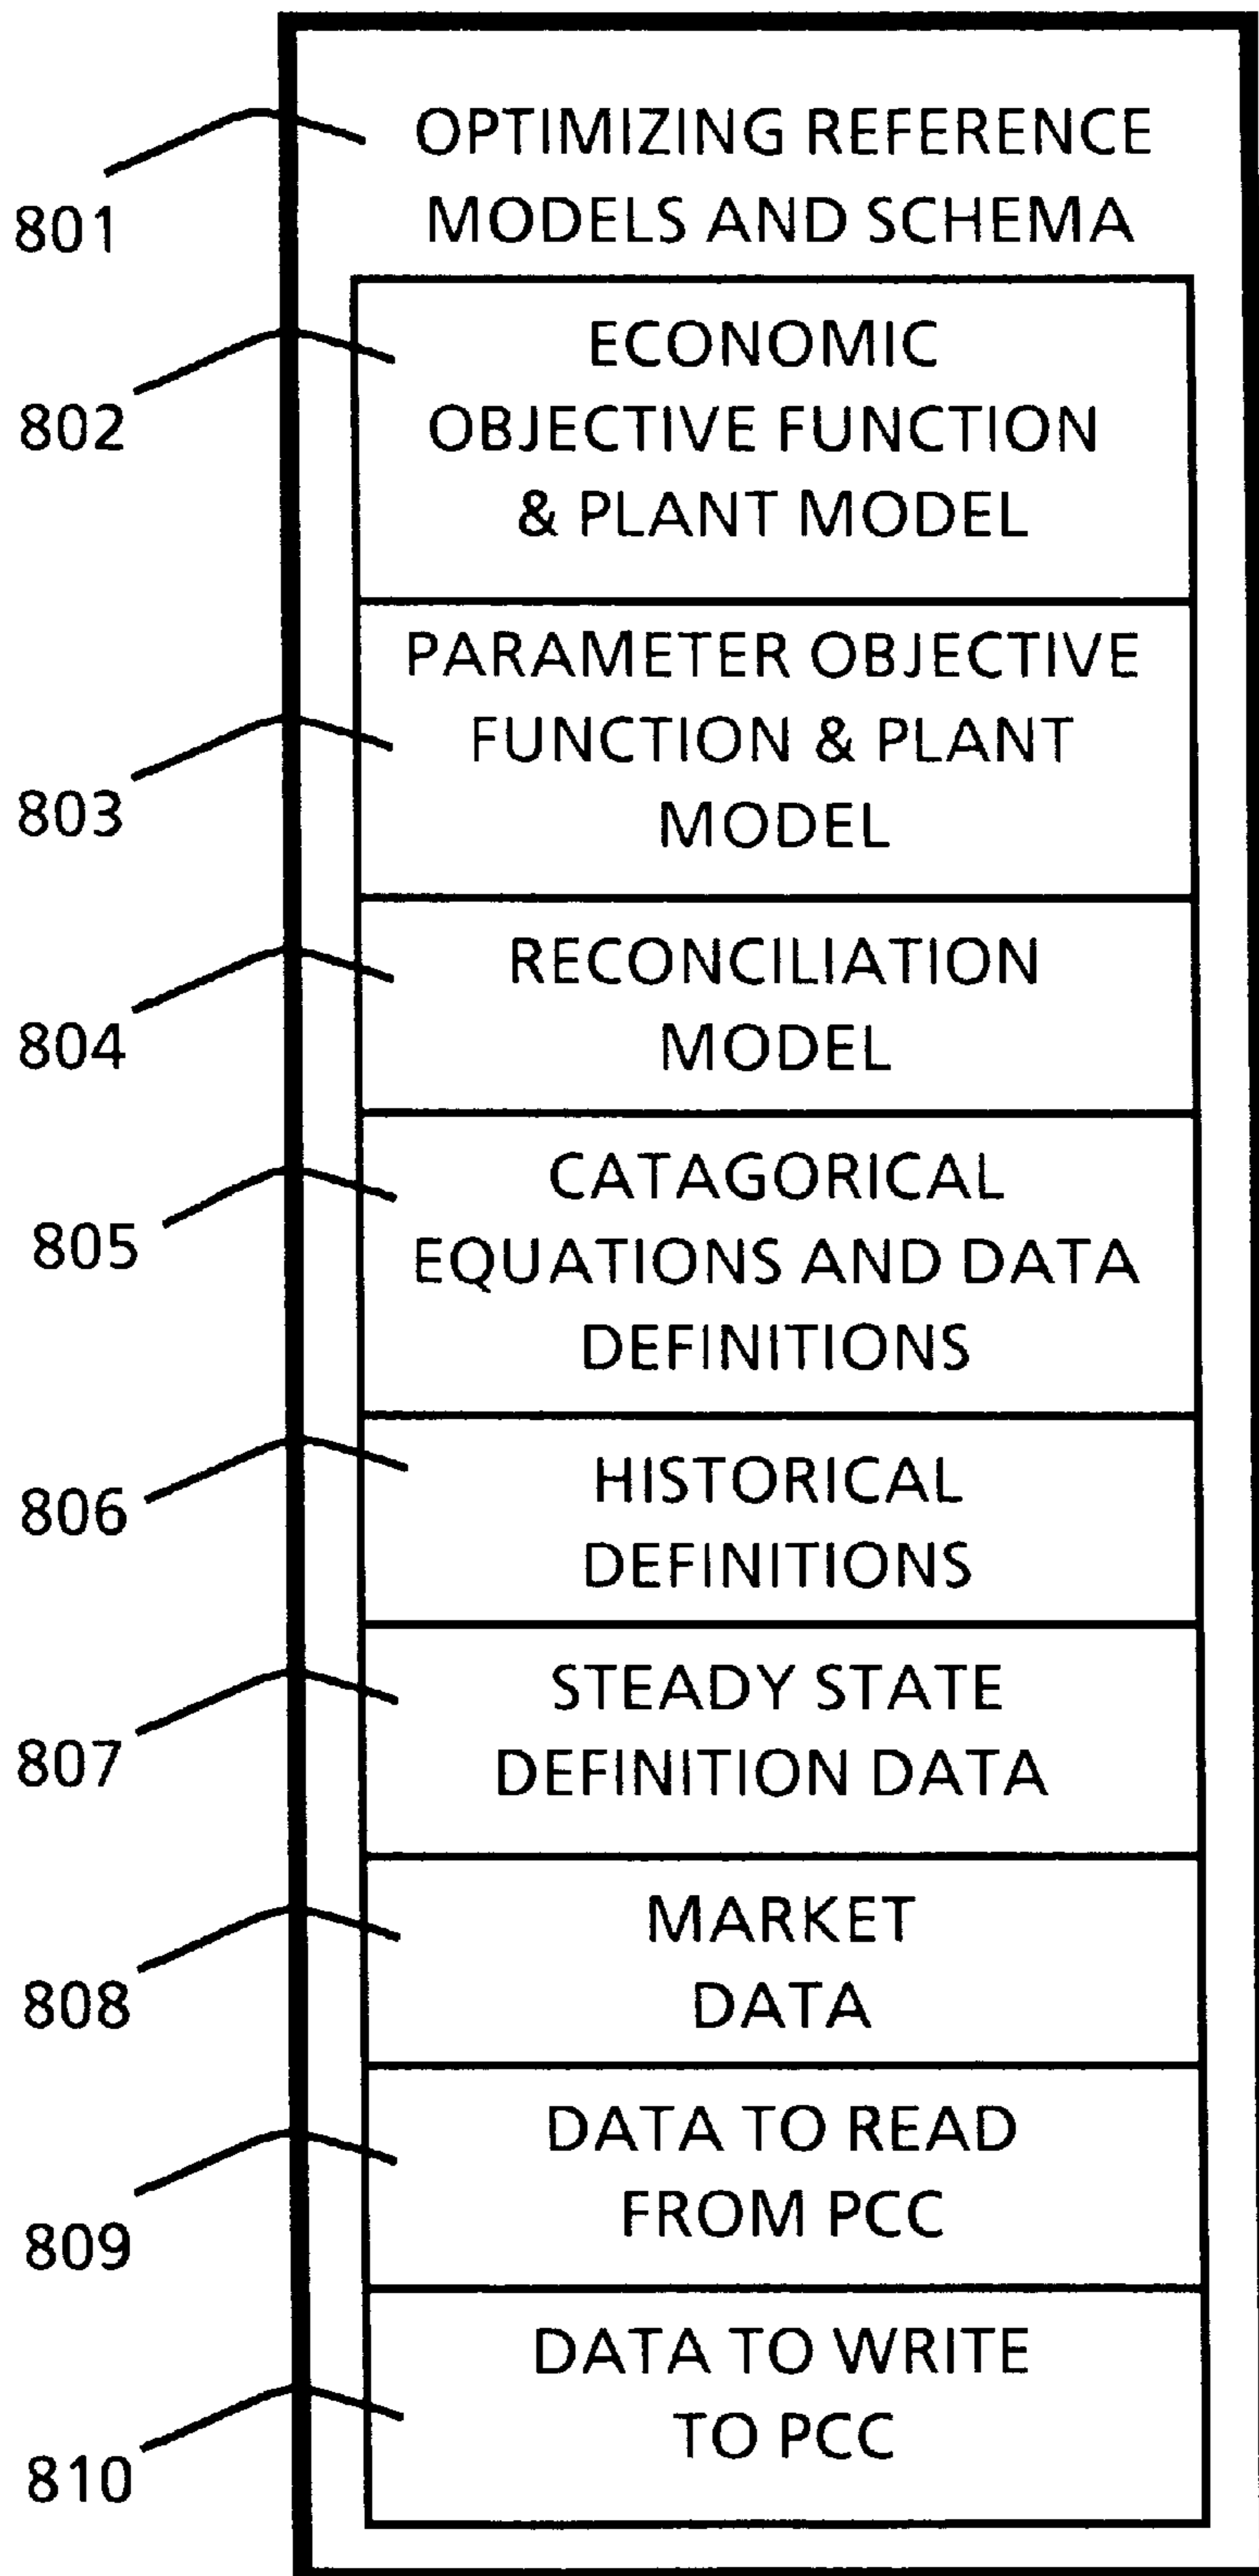 OPTIMIZING REFERENCE
MODELS AND SCHEMA
801
ECONOMIC
OBJECTIVE FUNCTION
& PLANT MODEL
802
PARAMETER OBJECTIVE
FUNCTION & PLANT
MODEL
803
RECONCILIATION
MODEL
804
CATAGORICAL
EQUATIONS AND DATA
DEFINITIONS
805
HISTORICAL
DEFINITIONS
806
STEADY STATE
DEFINITION DATA
807
MARKET
DATA
808
DATA TO READ
FROM PCC
809
DATA TO WRITE
TO PCC
810